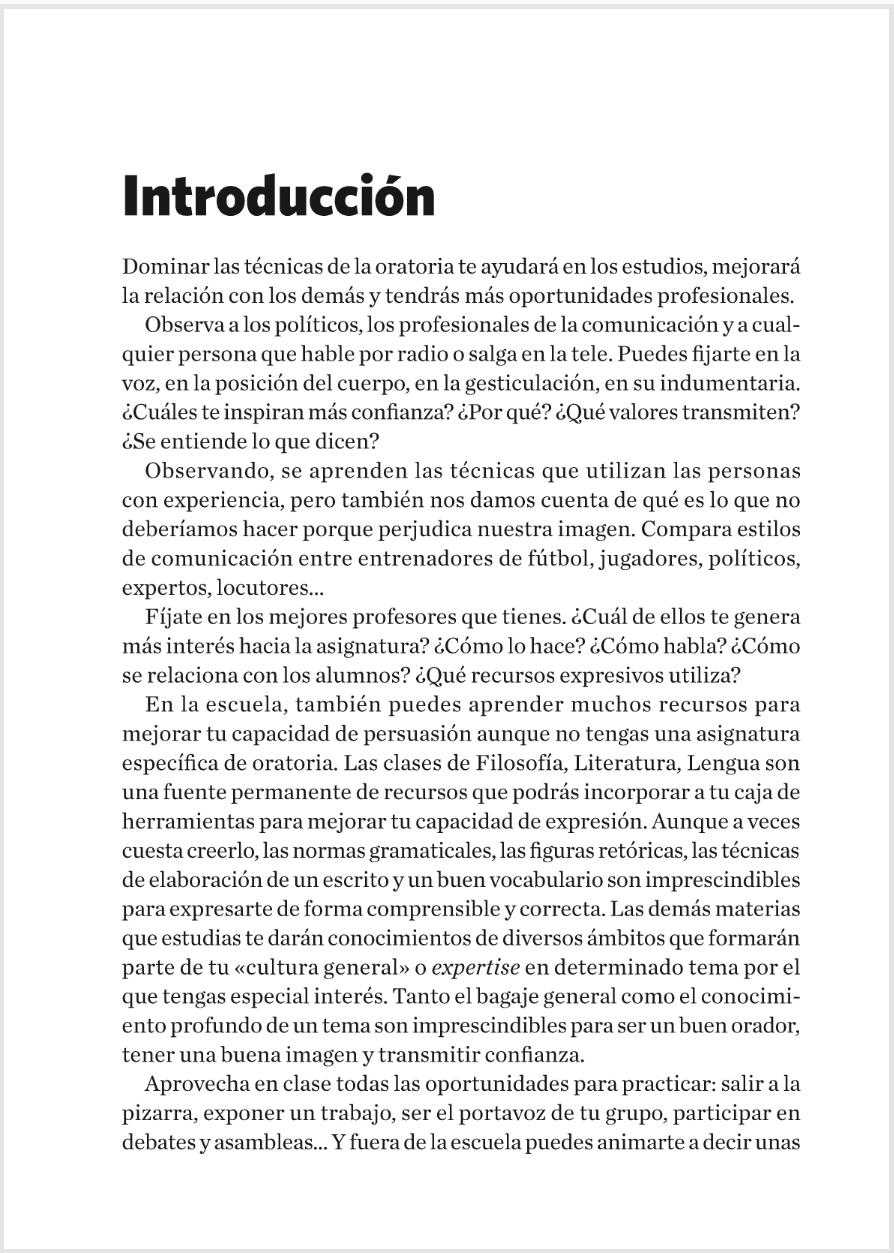 Introducción
Dominar las técnicas de la oratoria te ayudará en los estudios, mejorará
la relación con los demás y tendrás más oportunidades profesionales.
Observa a los políticos, los profesionales de la comunicación y a cual-
quier persona que hable por radio o salga en la tele. Puedes fijarte en la
voz, en la posición del cuerpo, en la gesticulación, en su indumentaria.
¿Cuáles te inspiran más confianza? ¿Por qué? ¿Qué valores transmiten?
¿Se entiende lo que dicen?
Observando, se aprenden las técnicas que utilizan las personas
con experiencia, pero también nos damos cuenta de qué es lo que no
deberíamos hacer porque perjudica nuestra imagen. Compara estilos
de comunicación entre entrenadores de fútbol, jugadores, políticos,
expertos, locutores...
Fíjate en los mejores profesores que tienes. ¿Cuál de ellos te genera
más interés hacia la asignatura? ¿Cómo lo hace? ¿Cómo habla? ¿Cómo
se relaciona con los alumnos? ¿Qué recursos expresivos utiliza?
En la escuela, también puedes aprender muchos recursos para
mejorar tu capacidad de persuasión aunque no tengas una asignatura
específica de oratoria. Las clases de Filosofía, Literatura, Lengua son
una fuente permanente de recursos que podrás incorporar a tu caja de
herramientas para mejorar tu capacidad de expresión. Aunque a veces
cuesta creerlo, las normas gramaticales, las figuras retóricas, las técnicas
de elaboración de un escrito y un buen vocabulario son imprescindibles
para expresarte de forma comprensible y correcta. Las demás materias
que estudias te darán conocimientos de diversos ámbitos que formarán
parte de tu «cultura general» o expertise en determinado tema por el
que tengas especial interés. Tanto el bagaje general como el conocimi-
ento profundo de un tema son imprescindibles para ser un buen orador,
tener una buena imagen y transmitir confianza.
Aprovecha en clase todas las oportunidades para practicar: salir a la
pizarra, exponer un trabajo, ser el portavoz de tu grupo, participar en
debates y asambleas... Y fuera de la escuela puedes animarte a decir unas